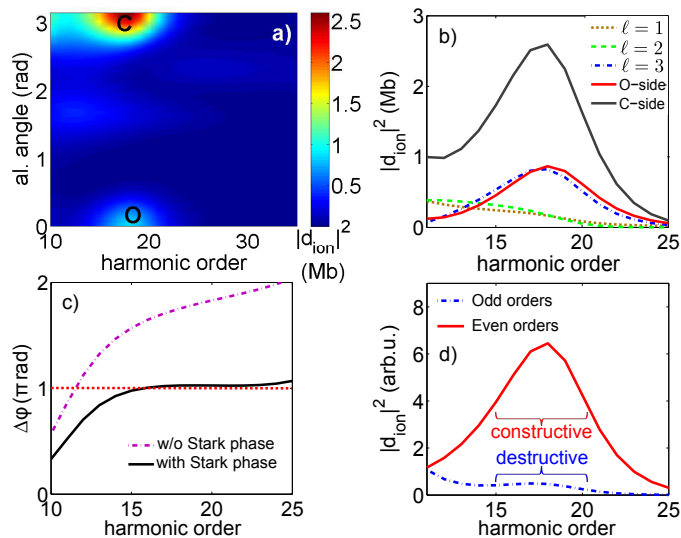 a)
C
O
al. angle (rad)
3
2
1
0
10
20
30
harmonic order
2.5
2
1.5
1
0.5
2
|d_ion|
(Mb)
b)
ℓ = 1
ℓ = 2
ℓ = 3
O−side
C−side
|d_ion|² (Mb)
3
2
1
0
15
20
25
harmonic order
c)
Δφ (π rad)
2
1
0
w/o Stark phase
with Stark phase
10
15
20
25
harmonic order
Odd orders
Even orders
d)
|d_ion|² (arb.u.)
8
6
4
2
0
constructive
destructive
15
20
25
harmonic order